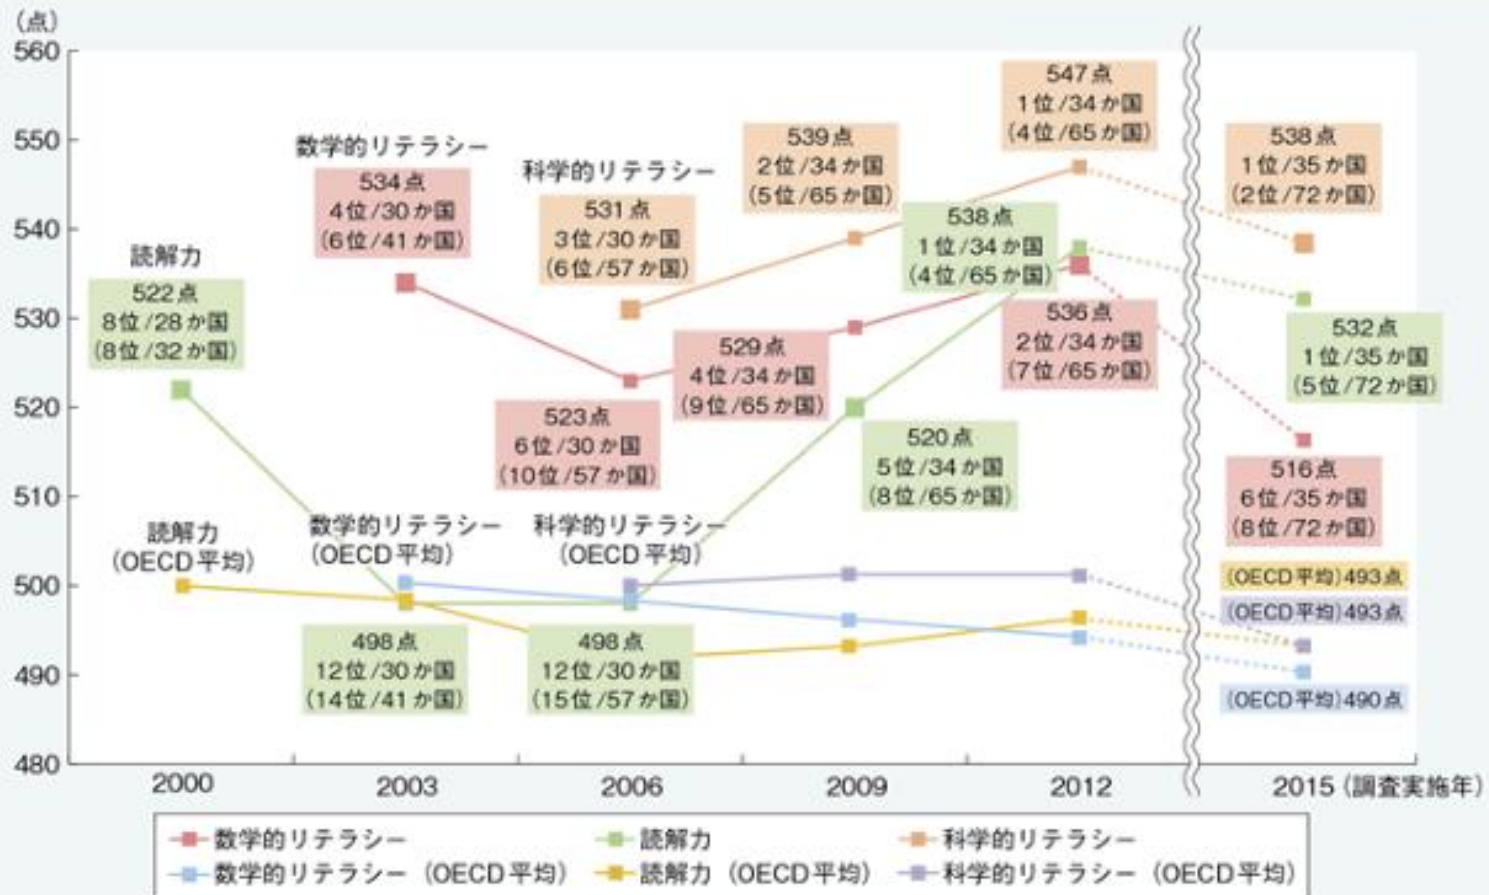 (点)
560
550
540
530
520
510
500
490
480
読解力
522点
8位/28か国
(8位/32か国)
数学的リテラシー
534点
4位/30か国
(6位/41か国)
科学的リテラシー
531点
3位/30か国
(6位/57か国)
539点
2位/34か国
(5位/65か国)
547点
1位/34か国
(4位/65か国)
538点
1位/35か国
(2位/72か国)
538点
1位/34か国
(4位/65か国)
523点
6位/30か国
(10位/57か国)
529点
4位/34か国
(9位/65か国)
536点
2位/34か国
(7位/65か国)
532点
1位/35か国
(5位/72か国)
520点
5位/34か国
(8位/65か国)
516点
6位/35か国
(8位/72か国)
読解力
(OECD平均)
数学的リテラシー
(OECD平均)
科学的リテラシー
(OECD平均)
498点
12位/30か国
(14位/41か国)
498点
12位/30か国
(15位/57か国)
(OECD平均)493点
(OECD平均)493点
(OECD平均)490点
2000 2003 2006 2009 2012 2015(調査実施年)
数学的リテラシー 読解力 科学的リテラシー
数学的リテラシー(OECD平均) 読解力(OECD平均) 科学的リテラシー(OECD平均)